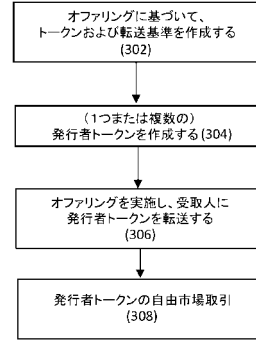 オファリングに基づいて、
トークンおよび転送基準を作成する
(302)
(1つまたは複数の)
発行者トークンを作成する(304)
オファリングを実施し、受取人に
発行者トークンを転送する
(306)
発行者トークンの自由市場取引
(308)